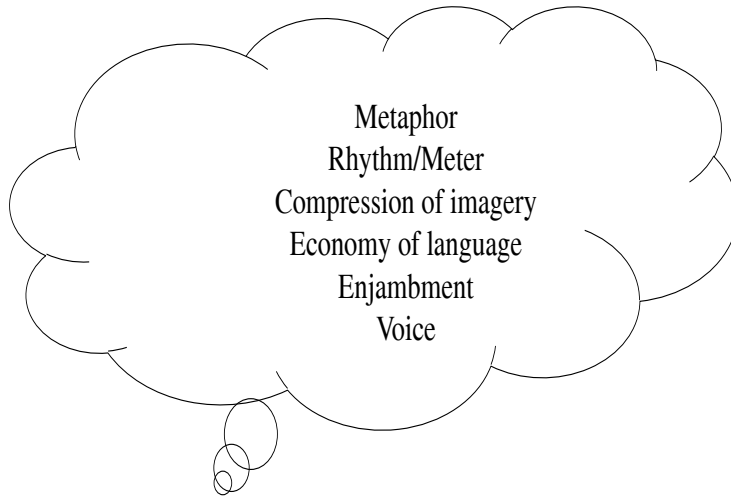 Metaphor
Rhythm/Meter
Compression of imagery
Economy of language
Enjambment
Voice